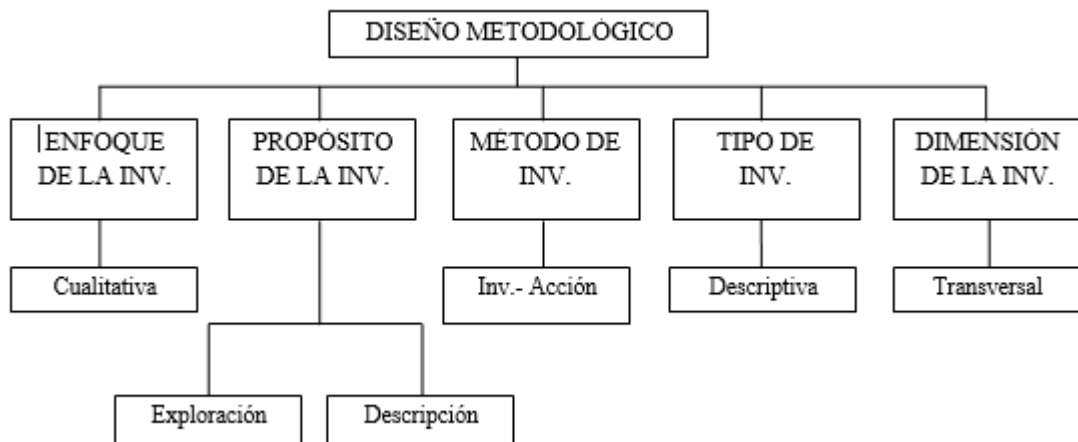 DISEÑO METODOLÓGICO
ENFOQUE
DE LA INV.
PROPÓSITO
DE LA INV.
MÉTODO DE
INV.
TIPO DE
INV.
DIMENSIÓN
DE LA INV.
Cualitativa
Inv.- Acción
Descriptiva
Transversal
Exploración
Descripción